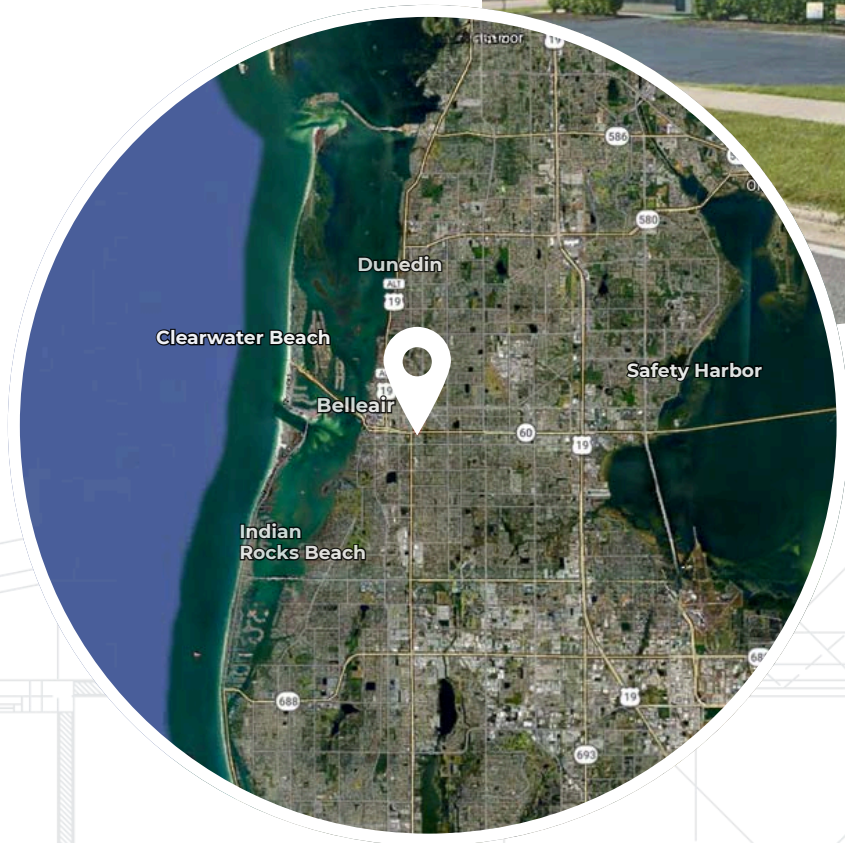 19
586
580
Dunedin
ALT
19
Clearwater Beach
Safety Harbor
19
Belleair
60
19
Indian
Rocks Beach
688
19
693